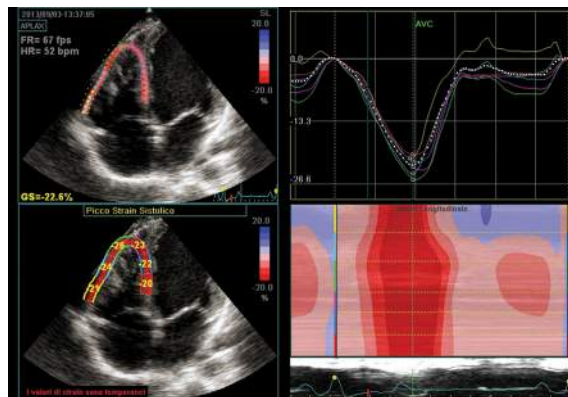 2013/09/03-13:37:05
APLAX
FR= 67 fps
HR= 52 bpm
SL
20.0
-20.0
%
GS=-22.6%
AVC
0.0
-13.3
-26.6
Picco Strain Sistolico
20.0
-20.0
%
-25
-23
-24
-22
-21
-20
I valori di strain sono temporanei